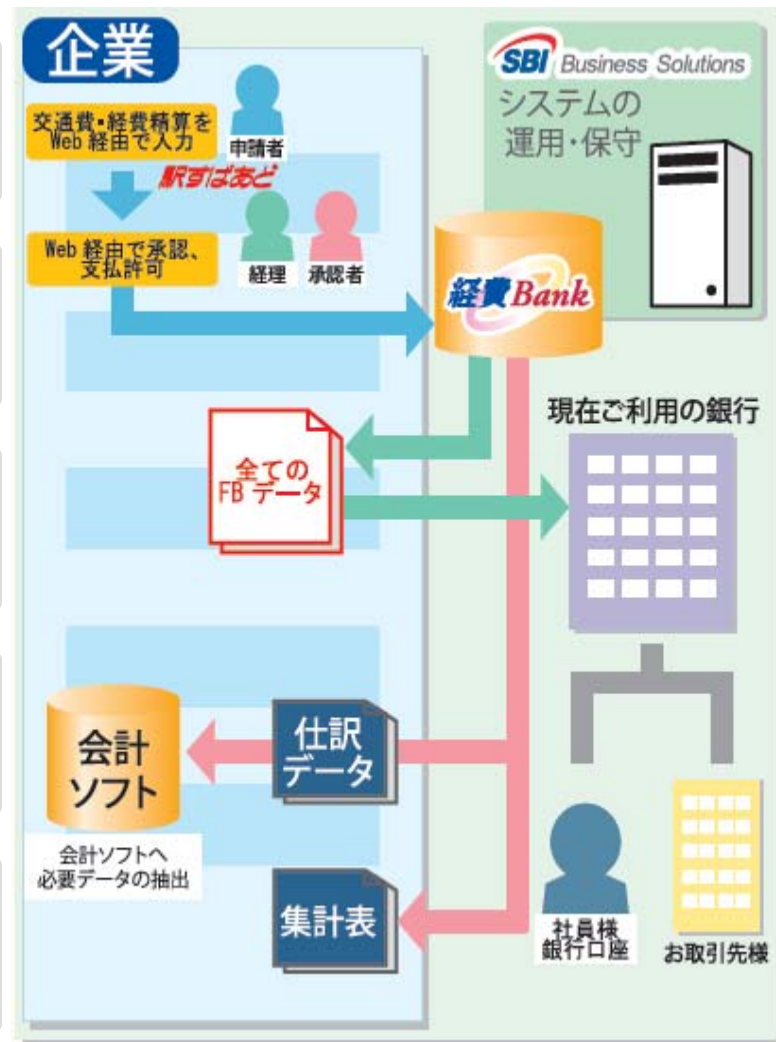 企業
SBI Business Solutions
システムの
運用・保守
交通費・経費精算を
Web 経由で入力
申請者
駅すぱあと
Web 経由で承認、
支払許可
経理
承認者
経費Bank
現在ご利用の銀行
全ての
FB データ
会計
ソフト
仕訳
データ
会計ソフトへ
必要データの抽出
集計表
社員様
銀行口座
お取引先様